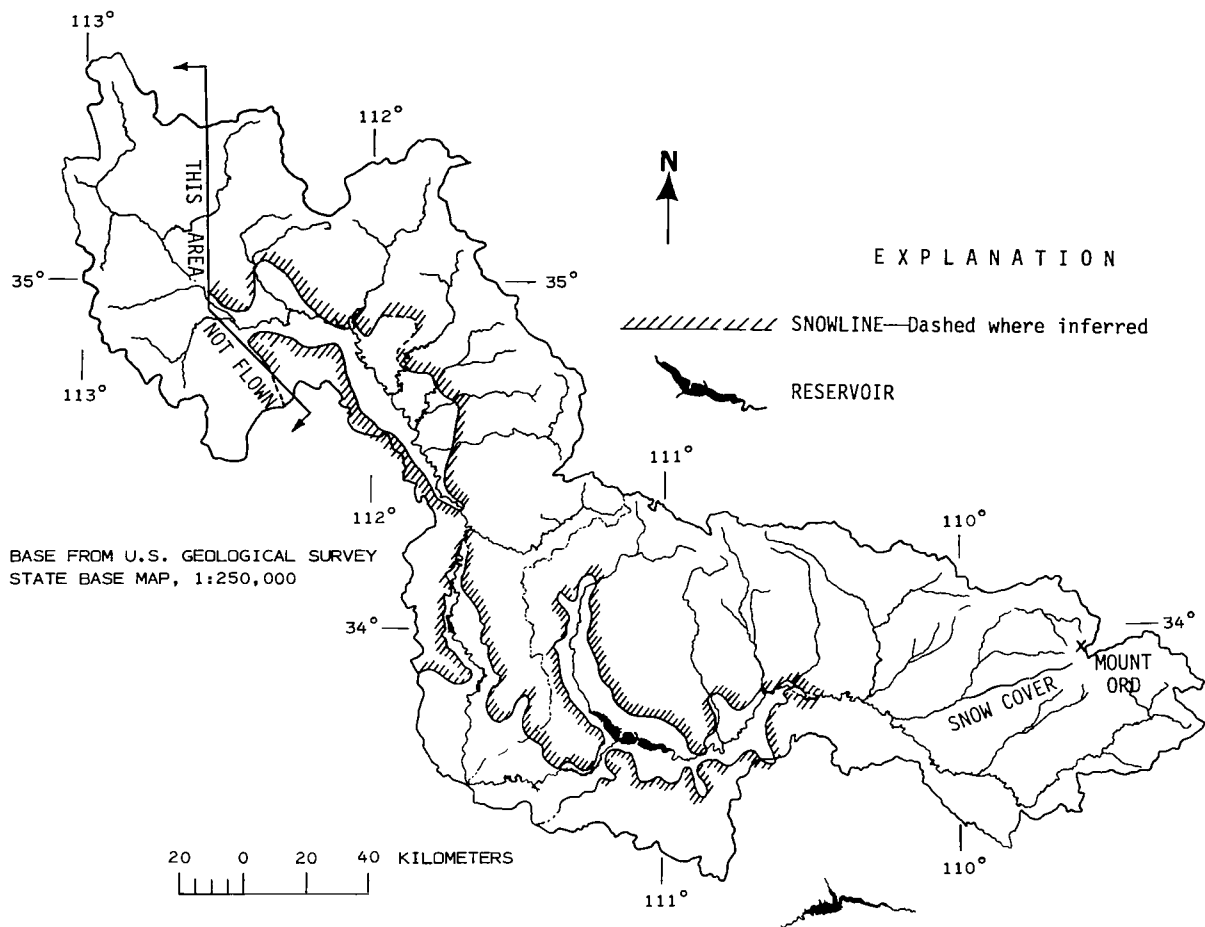 113°
112°
N
THIS AREA
EXPLANATION
35°
35°
SNOWLINE—Dashed where inferred
NOT FLOWN
113°
RESERVOIR
111°
112°
110°
BASE FROM U.S. GEOLOGICAL SURVEY
STATE BASE MAP, 1:250,000
34°
34°
x
MOUNT
ORD
SNOW COVER
20 0 20 40 KILOMETERS
110°
111°